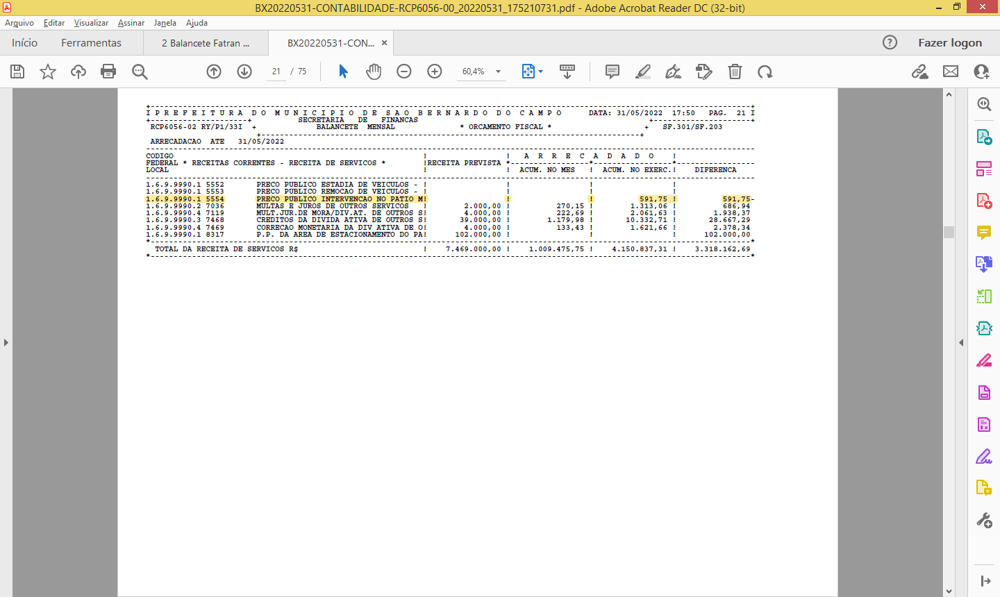 BX20220531-CONTABILIDADE-RCP6056-00_20220531_175210731.pdf - Adobe Acrobat Reader DC (32-bit)
Arquivo Editar Visualizar Assinar Janela Ajuda
Início Ferramentas 2 Balancete Fatran ... BX20220531-CON... × Fazer logon
21 / 75 60,4%
I P R E F E I T U R A D O M U N I C I P I O D E S A O B E R N A R D O D O C A M P O DATA: 31/05/2022 17:50 PAG. 21 I
SECRETARIA DE FINANCAS
RCP6056-02 RY/P1/33I + BALANCETE MENSAL * ORCAMENTO FISCAL * + SF.301/SF.203
ARRECADACAO ATE 31/05/2022
CODIGO ! ! A R R E C A D A D O !
FEDERAL * RECEITAS CORRENTES - RECEITA DE SERVICOS * !RECEITA PREVISTA *------------------*------------------*-----------------
LOCAL ! ! ACUM. NO MES ! ACUM. NO EXERC.! DIFERENCA
1.6.9.9990.1 5552 PRECO PUBLICO ESTADIA DE VEICULOS - ! ! ! !
1.6.9.9990.1 5553 PRECO PUBLICO REMOCAO DE VEICULOS - ! ! ! !
1.6.9.9990.1 5554 PRECO PUBLICO INTERVENCAO NO PATIO M! ! ! 591,75 ! 591,75-
1.6.9.9990.2 7036 MULTAS E JUROS DE OUTROS SERVICOS ! 2.000,00 ! 270,15 ! 1.313,06 ! 686,94
1.6.9.9990.4 7119 MULT.JUR.DE MORA/DIV.AT. DE OUTROS S! 4.000,00 ! 222,69 ! 2.061,63 ! 1.938,37
1.6.9.9990.3 7468 CREDITOS DA DIVIDA ATIVA DE OUTROS S! 39.000,00 ! 1.179,98 ! 10.332,71 ! 28.667,29
1.6.9.9990.4 7469 CORRECAO MONETARIA DA DIV ATIVA DE O! 4.000,00 ! 133,43 ! 1.621,66 ! 2.378,34
1.6.9.9990.1 8317 P.P. DA AREA DE ESTACIONAMENTO DO PA! 102.000,00 ! ! ! 102.000,00
TOTAL DA RECEITA DE SERVICOS R$ ! 7.469.000,00 ! 1.009.475,75 ! 4.150.837,31 ! 3.318.162,69